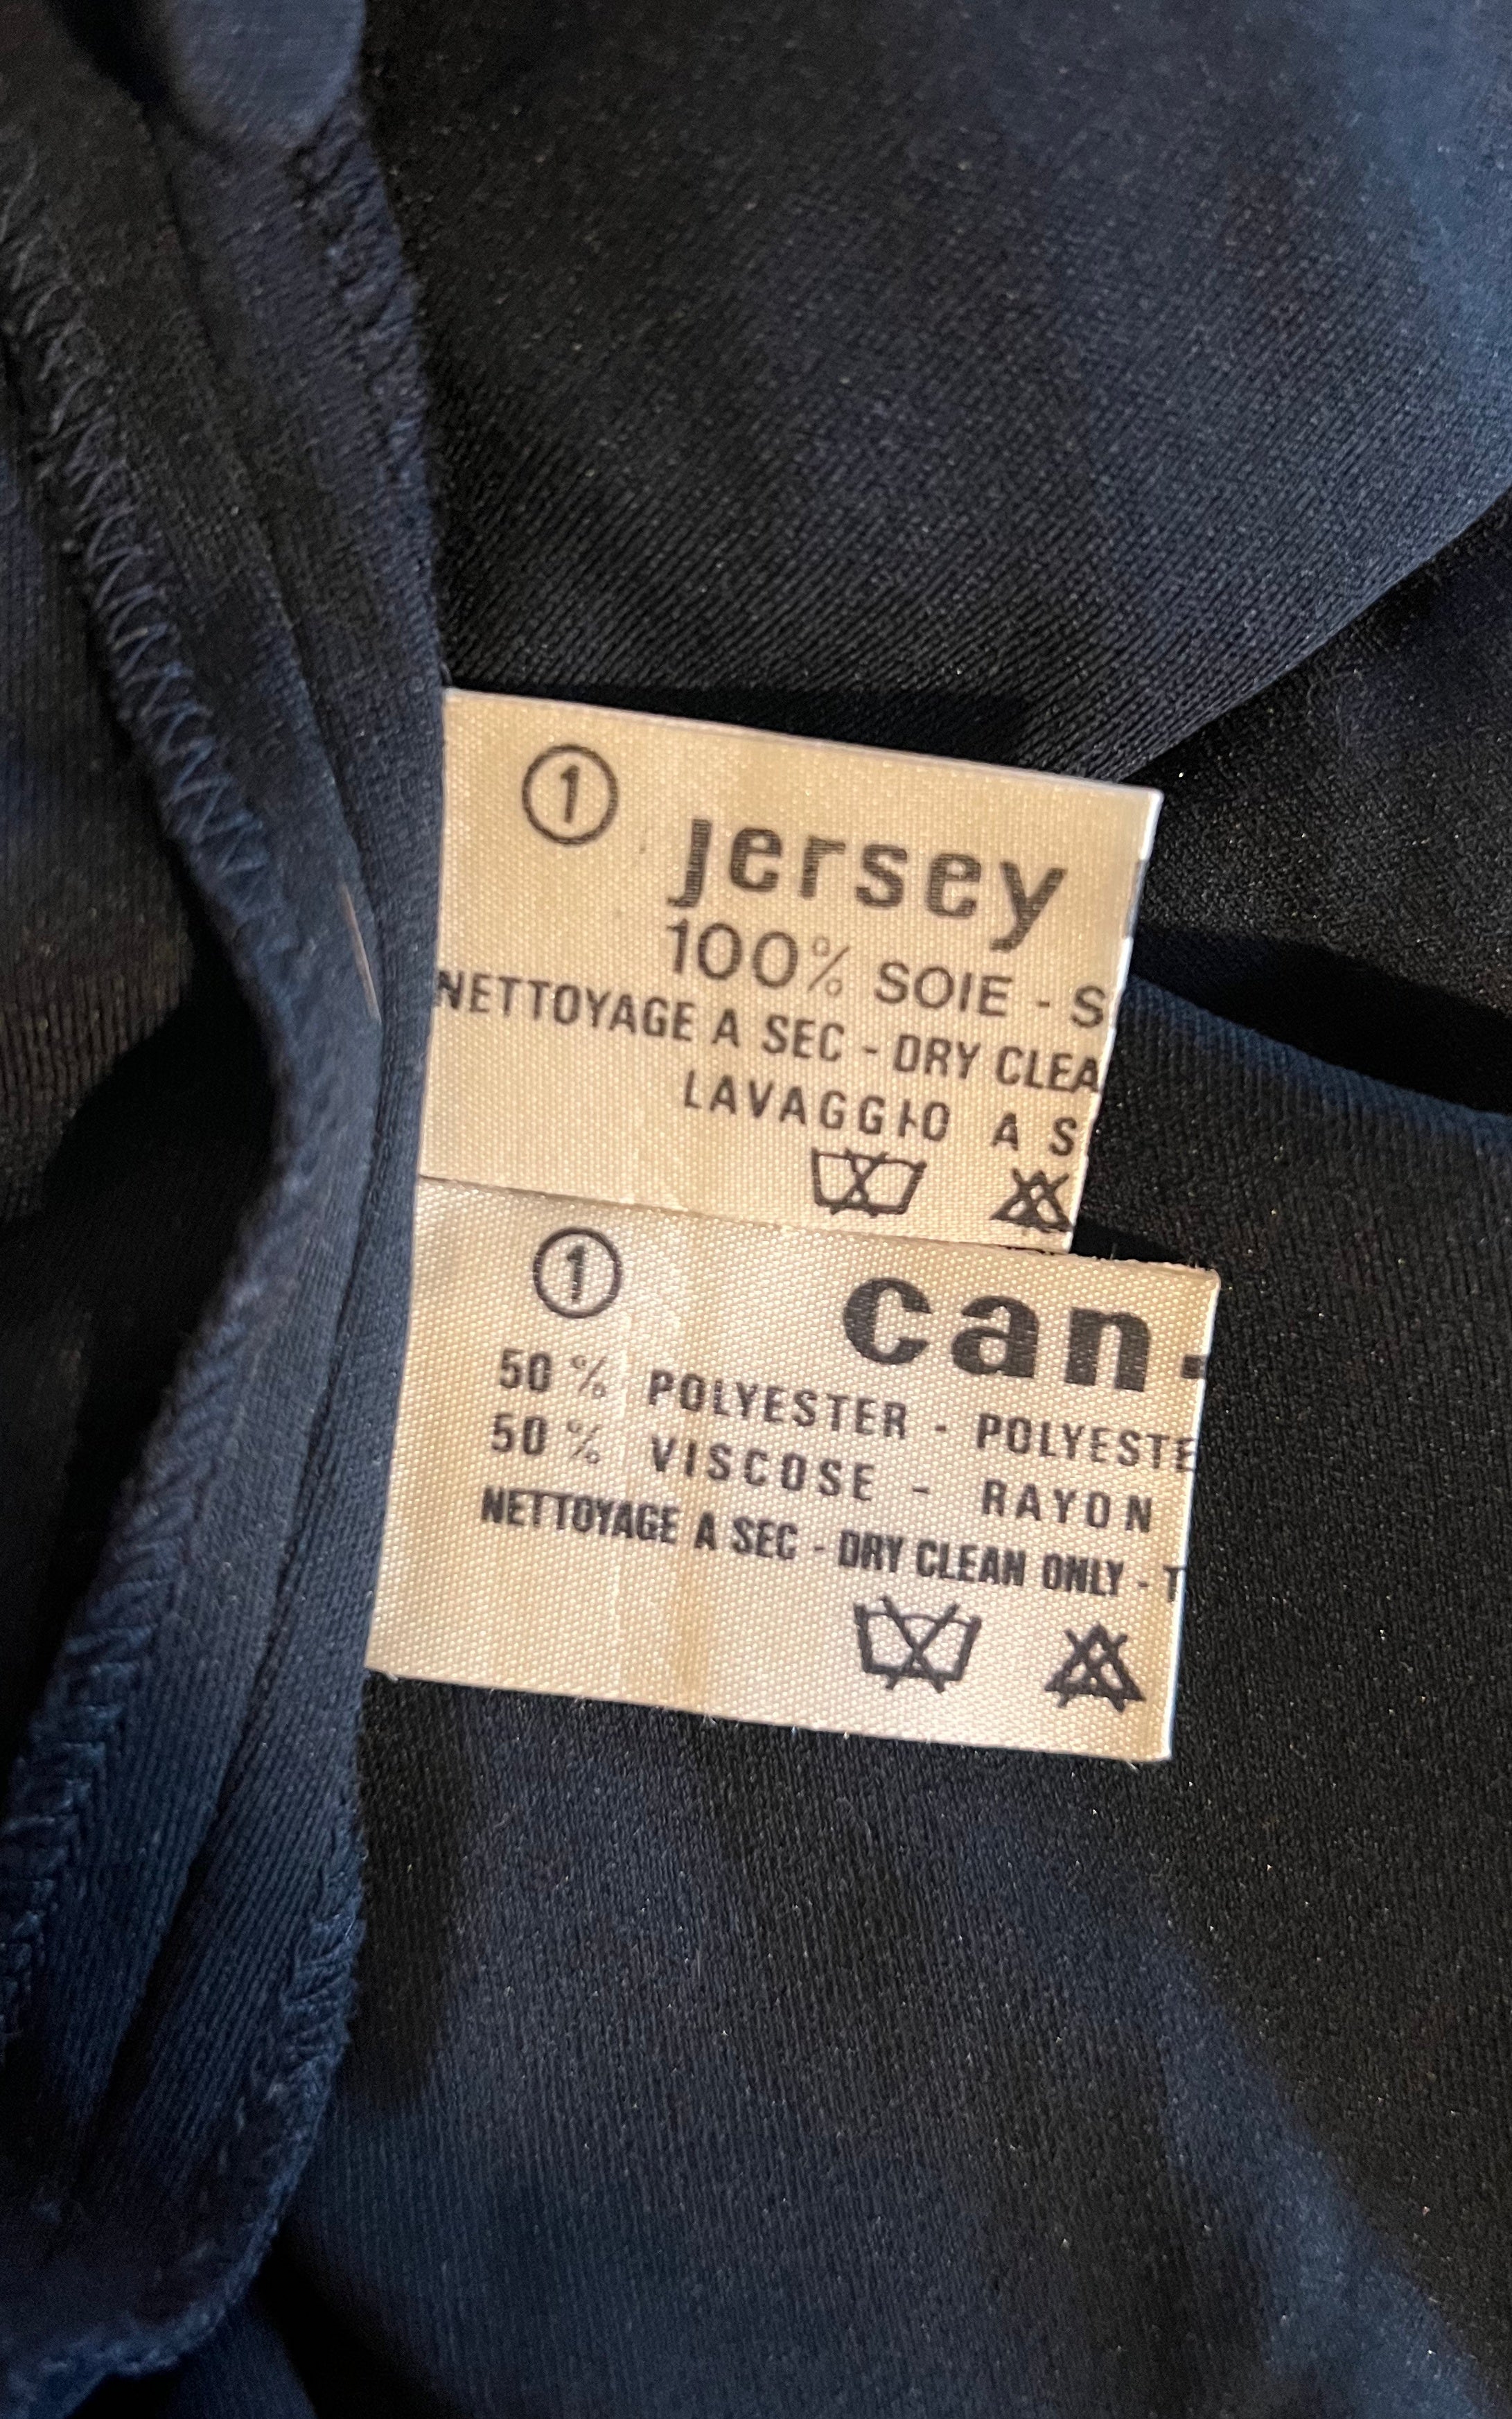 1
jersey
100% SOIE - S
NETTOYAGE A SEC - DRY CLEA
LAVAGGIO A S
1
can-
50 % POLYESTER - POLYESTE
50 % VISCOSE - RAYON
NETTOYAGE A SEC - DRY CLEAN ONLY - T